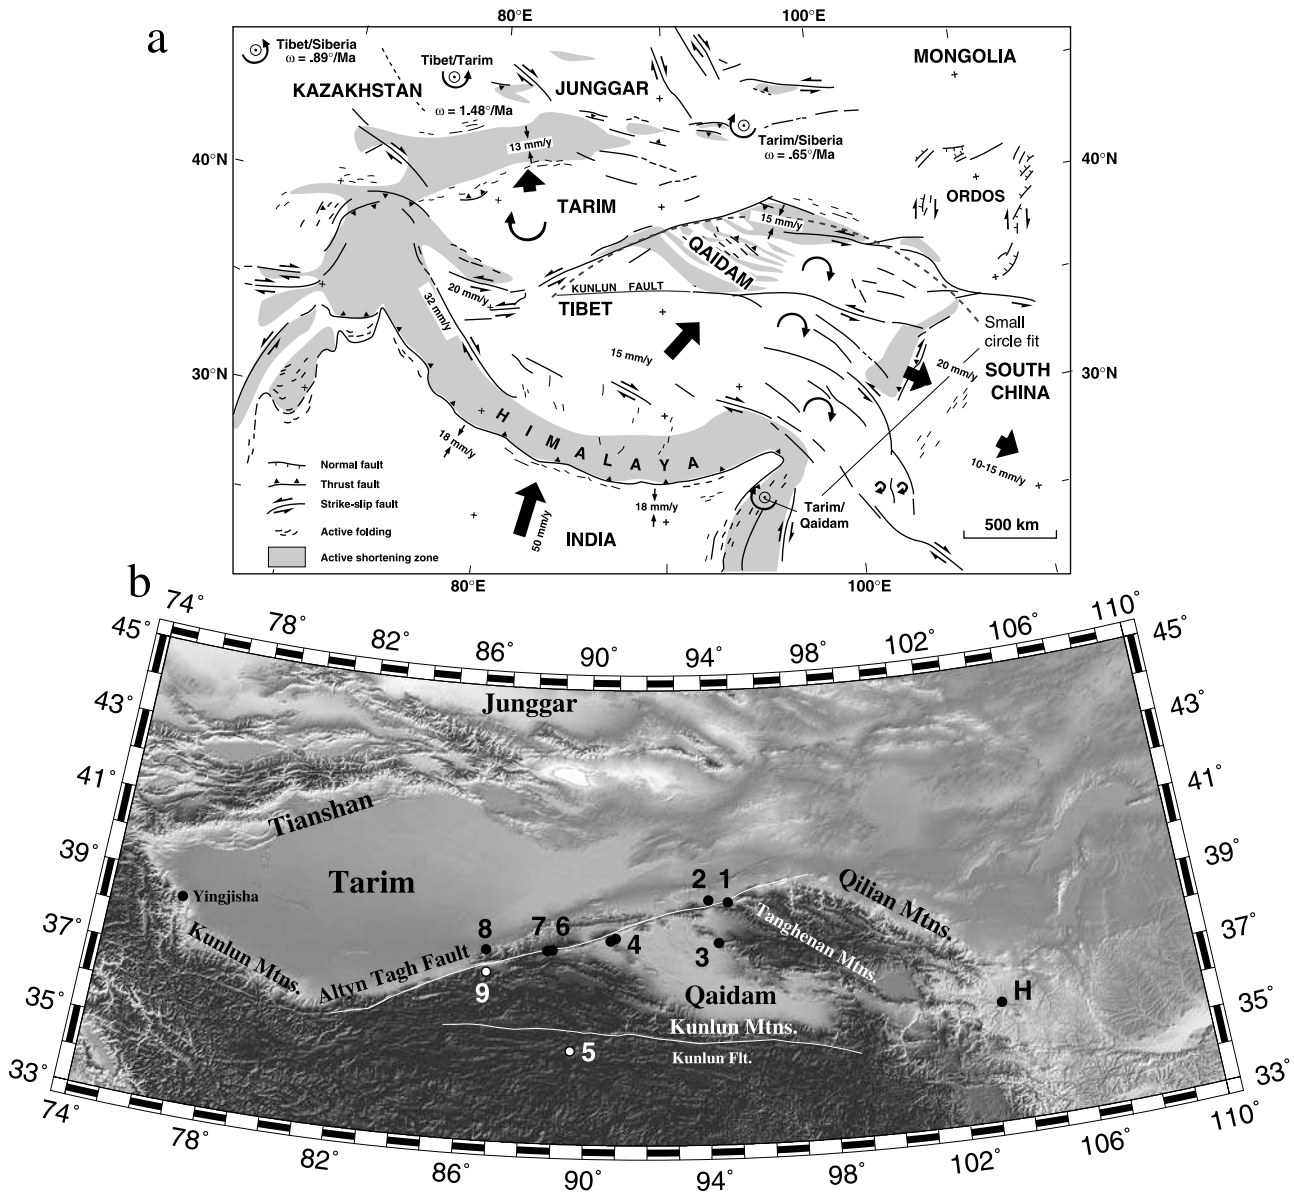 a
80°E
100°E
Tibet/Siberia
ω = .89°/Ma
Tibet/Tarim
ω = 1.48°/Ma
KAZAKHSTAN
JUNGGAR
MONGOLIA
13 mm/y
Tarim/Siberia
ω = .65°/Ma
40°N
40°N
ORDOS
TARIM
15 mm/y
QAIDAM
20 mm/y
32 mm/y
KUNLUN FAULT
TIBET
Small
circle fit
15 mm/y
30°N
20 mm/y
SOUTH
CHINA
30°N
HIMALAYA
18 mm/y
10-15 mm/y
Normal fault
Thrust fault
Strike-slip fault
Active folding
Active shortening zone
18 mm/y
50 mm/y
INDIA
Tarim/
Qaidam
500 km
80°E
100°E
b
74°
78°
82°
86°
90°
94°
98°
102°
106°
110°
45°
45°
43°
43°
41°
41°
39°
39°
37°
37°
35°
35°
33°
33°
Junggar
Tianshan
Tarim
Yingjisha
Kunlun Mtns.
Altyn Tagh Fault
2 1
Qilian Mtns.
Tanghenan Mtns.
8
7 6
4
3
9
Qaidam
H
Kunlun Mtns.
5
Kunlun Flt.
74°
78°
82°
86°
90°
94°
98°
102°
106°
110°